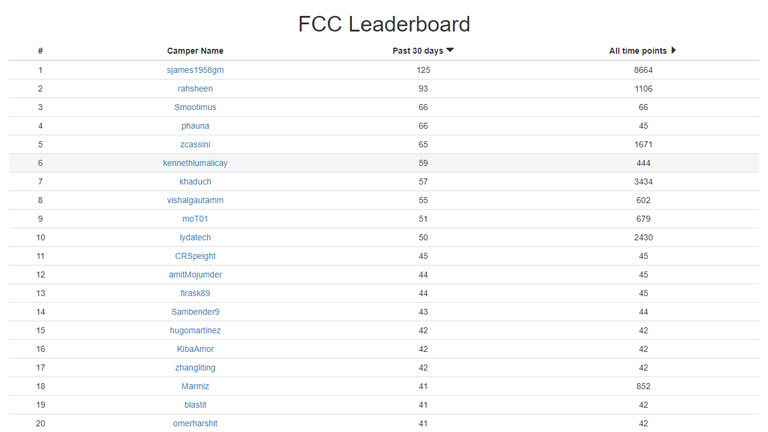 FCC Leaderboard
# Camper Name Past 30 days All time points
1 sjames1958gm 125 8664
2 rahsheen 93 1106
3 Smootimus 66 66
4 phauna 66 45
5 zcassini 65 1671
6 kennethlumalicay 59 444
7 khaduch 57 3434
8 vishalgautamm 55 602
9 moT01 51 679
10 lydatech 50 2430
11 CRSpeight 45 45
12 amitMojumder 44 45
13 firask89 44 45
14 Sambender9 43 44
15 hugomartinez 42 42
16 KibaAmor 42 42
17 zhangliting 42 42
18 Marmiz 41 852
19 blastit 41 42
20 omerharshit 41 42